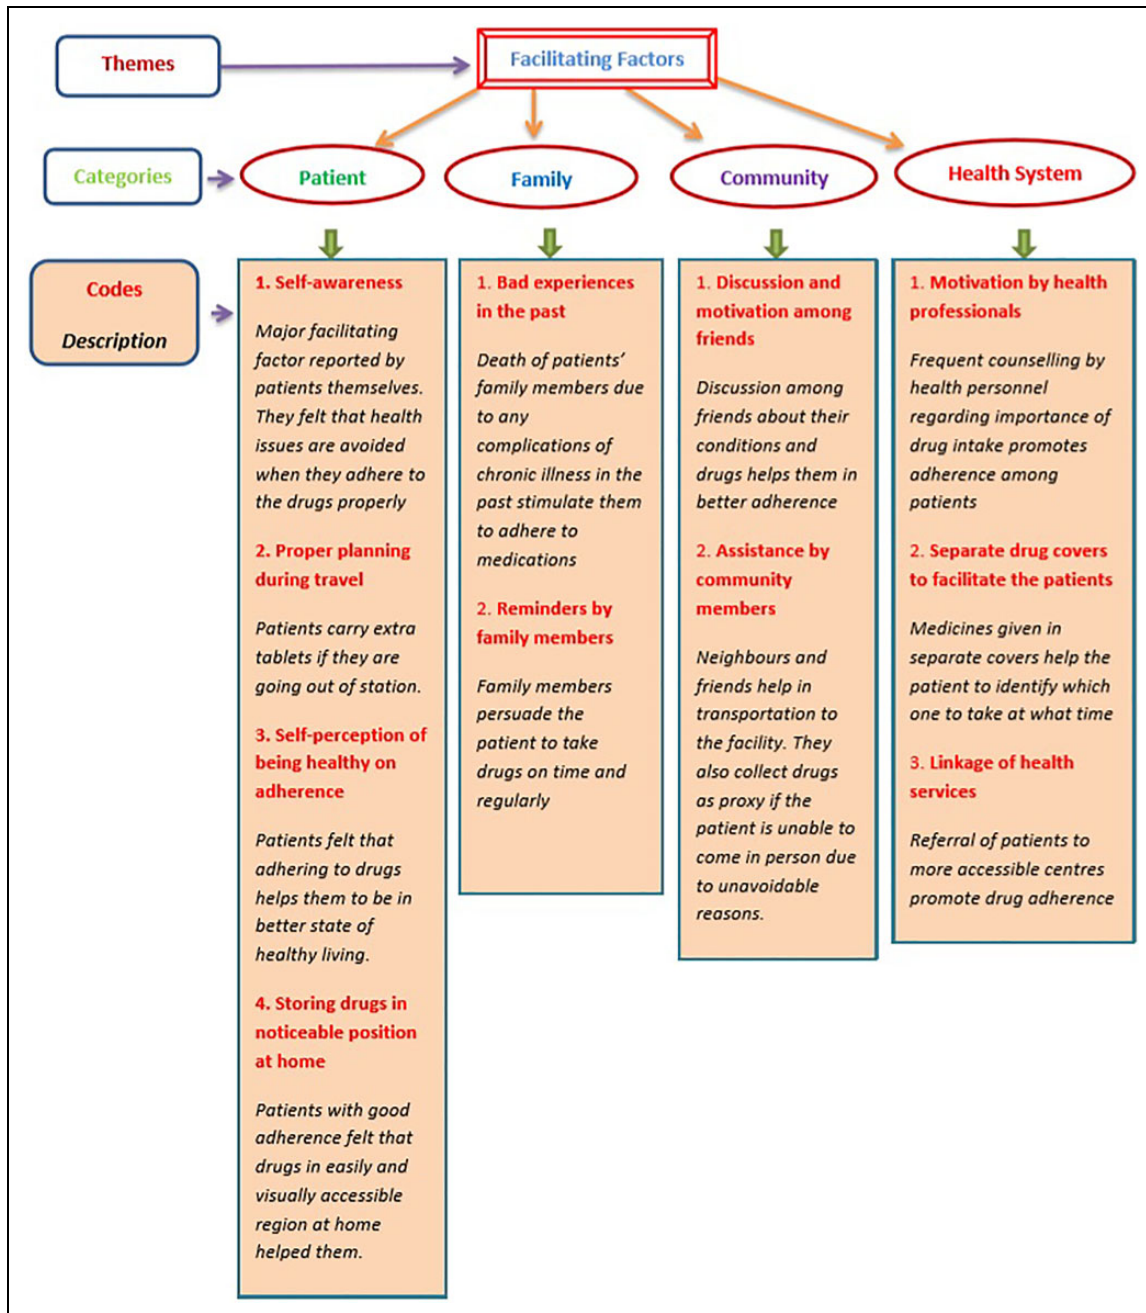 Themes
Facilitating Factors
Categories
Patient
Family
Community
Health System
Codes
Description
1. Self-awareness
Major facilitating
factor reported by
patients themselves.
They felt that health
issues are avoided
when they adhere to
the drugs properly
2. Proper planning
during travel
Patients carry extra
tablets if they are
going out of station.
3. Self-perception of
being healthy on
adherence
Patients felt that
adhering to drugs
helps them to be in
better state of
healthy living.
4. Storing drugs in
noticeable position
at home
Patients with good
adherence felt that
drugs in easily and
visually accessible
region at home
helped them.
1. Bad experiences
in the past
Death of patients’
family members due
to any
complications of
chronic illness in the
past stimulate them
to adhere to
medications
2. Reminders by
family members
Family members
persuade the
patient to take
drugs on time and
regularly
1. Discussion and
motivation among
friends
Discussion among
friends about their
conditions and
drugs helps them in
better adherence
2. Assistance by
community
members
Neighbours and
friends help in
transportation to
the facility. They
also collect drugs
as proxy if the
patient is unable to
come in person due
to unavoidable
reasons.
1. Motivation by health
professionals
Frequent counselling by
health personnel
regarding importance of
drug intake promotes
adherence among
patients
2. Separate drug covers
to facilitate the patients
Medicines given in
separate covers help the
patient to identify which
one to take at what time
3. Linkage of health
services
Referral of patients to
more accessible centres
promote drug adherence